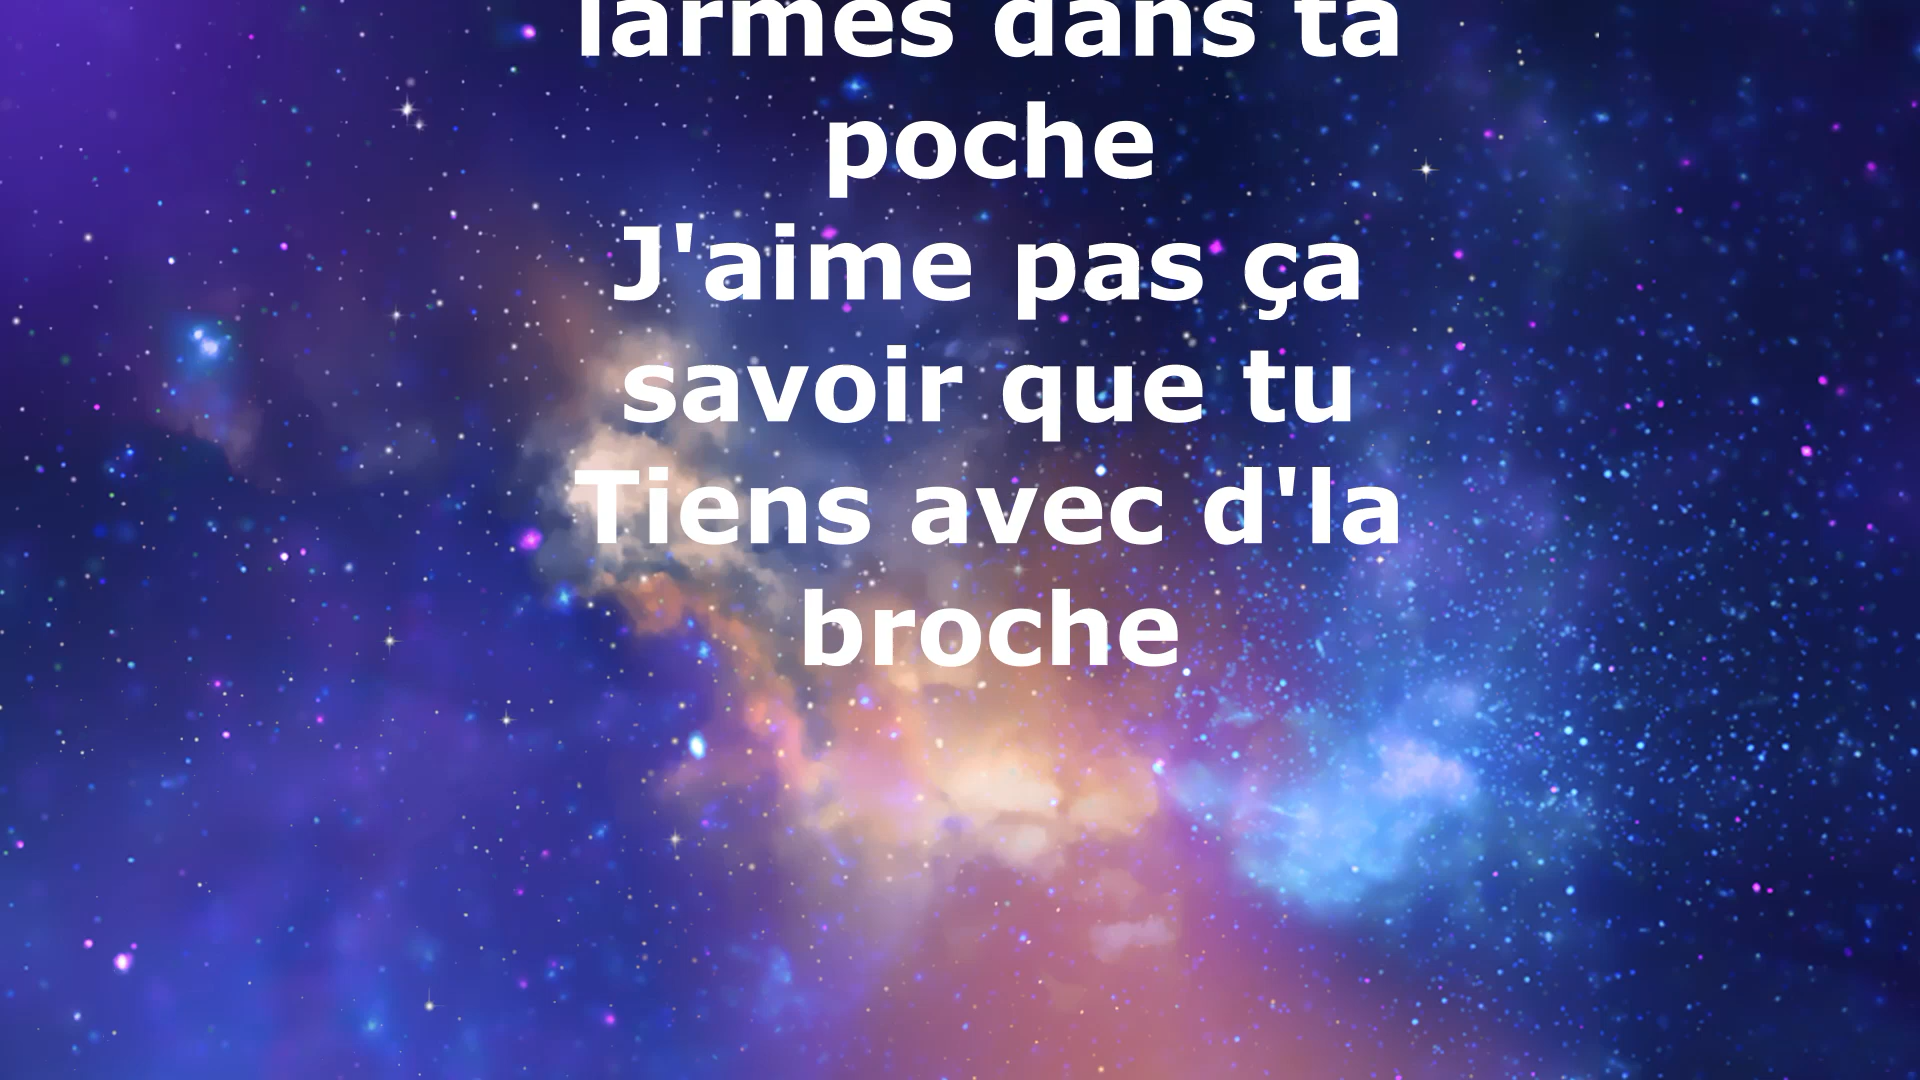 larmes dans ta
poche
J'aime pas ça
savoir que tu
Tiens avec d'la
broche